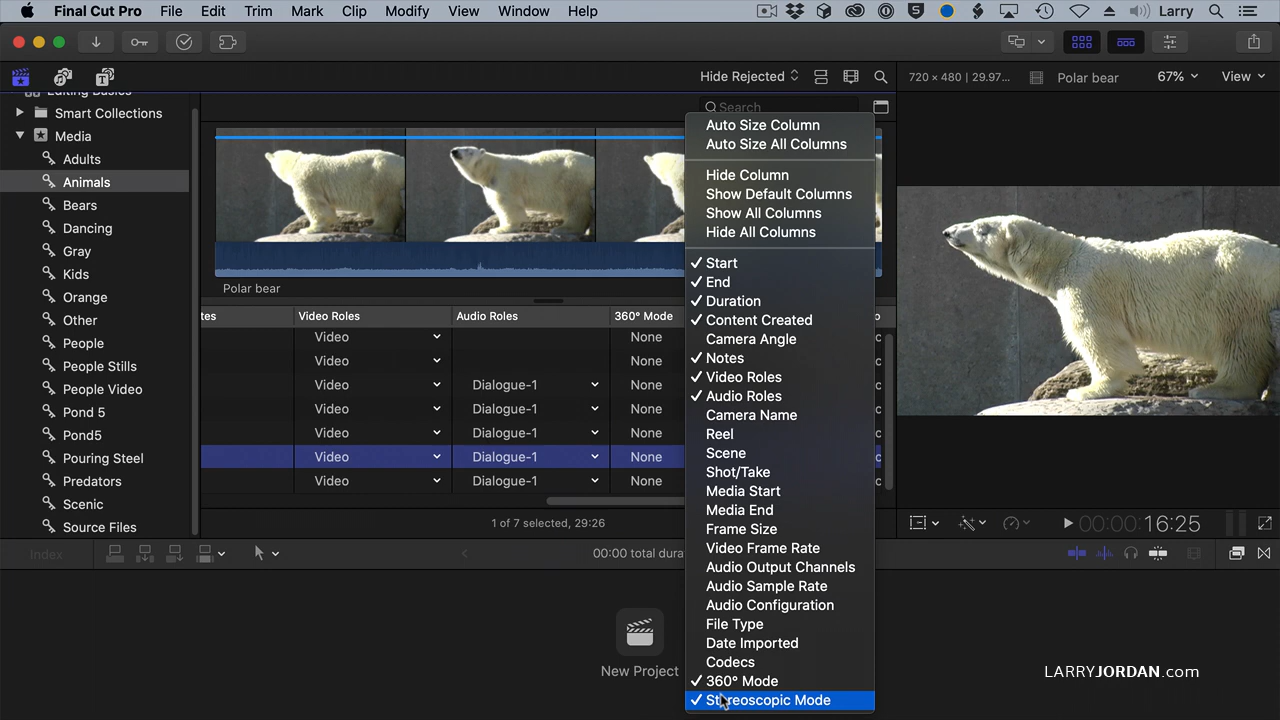 Final Cut Pro File Edit Trim Mark Clip Modify View Window Help Larry
Hide Rejected 720 x 480 | 29.97... Polar bear 67% View
Editing Basics
Smart Collections
Media
Adults
Animals
Bears
Dancing
Gray
Kids
Orange
Other
People
People Stills
People Video
Pond 5
Pond5
Pouring Steel
Predators
Scenic
Source Files
Search
Polar bear
tes Video Roles Audio Roles 360º Mode
Video None
Video None
Video Dialogue-1 None
Video Dialogue-1 None
Video Dialogue-1 None
Video Dialogue-1 None
Video Dialogue-1 None
1 of 7 selected, 29:26
Auto Size Column
Auto Size All Columns
Hide Column
Show Default Columns
Show All Columns
Hide All Columns
Start
End
Duration
Content Created
Camera Angle
Notes
Video Roles
Audio Roles
Camera Name
Reel
Scene
Shot/Take
Media Start
Media End
Frame Size
Video Frame Rate
Audio Output Channels
Audio Sample Rate
Audio Configuration
File Type
Date Imported
Codecs
360º Mode
Stereoscopic Mode
00:00:16:25
Index 00:00 total dura
New Project
LARRYJORDAN.com